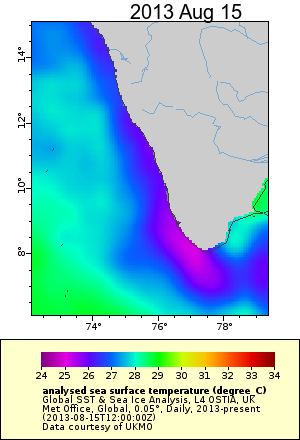 2013 Aug 15
14°
12°
10°
8°
74°
76°
78°
24 25 26 27 28 29 30 31 32 33 34
analysed sea surface temperature (degree_C)
Global SST & Sea Ice Analysis, L4 OSTIA, UK
Met Office, Global, 0.05°, Daily, 2013-present
(2013-08-15T12:00:00Z)
Data courtesy of UKMO